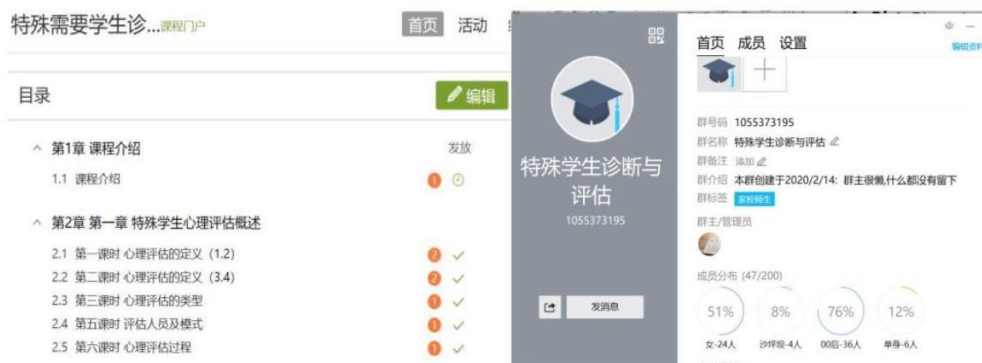 特殊需要学生诊...课程门户
首页 活动
目录
编辑
第1章 课程介绍
发放
1.1 课程介绍
1
第2章 第一章 特殊学生心理评估概述
2.1 第一课时 心理评估的定义（1.2）
2
2.2 第二课时 心理评估的定义（3.4）
2
2.3 第三课时 心理评估的类型
1
2.4 第五课时 评估人员及模式
1
2.5 第六课时 心理评估过程
1
特殊学生诊断与
评估
1055373195
发消息
首页 成员 设置
编辑资料
群号码 1055373195
群名称 特殊学生诊断与评估
群备注 添加
群介绍 本群创建于2020/2/14: 群主很懒,什么都没有留下
群标签 家校师生
群主/管理员
成员分布 (47/200)
51% 8% 76% 12%
女-24人 沙坪坝-4人 00后-36人 单身-6人